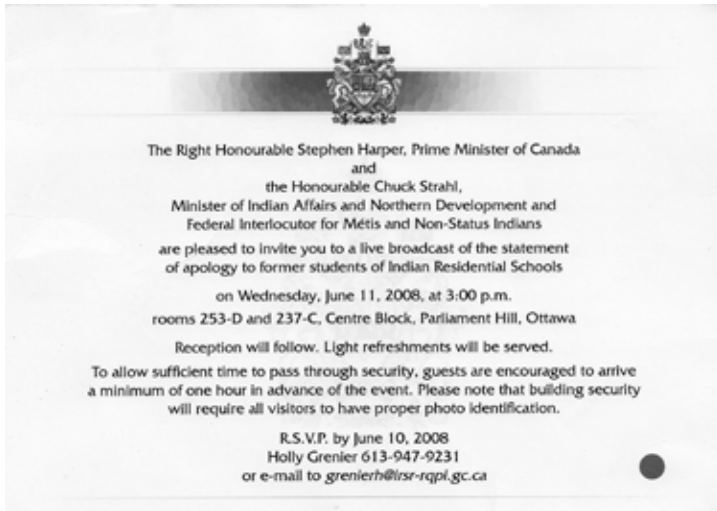 The Right Honourable Stephen Harper, Prime Minister of Canada
and
the Honourable Chuck Strahl,
Minister of Indian Affairs and Northern Development and
Federal Interlocutor for Métis and Non-Status Indians
are pleased to invite you to a live broadcast of the statement
of apology to former students of Indian Residential Schools
on Wednesday, June 11, 2008, at 3:00 p.m.
rooms 253-D and 237-C, Centre Block, Parliament Hill, Ottawa
Reception will follow. Light refreshments will be served.
To allow sufficient time to pass through security, guests are encouraged to arrive
a minimum of one hour in advance of the event. Please note that building security
will require all visitors to have proper photo identification.
R.S.V.P. by June 10, 2008
Holly Grenier 613-947-9231
or e-mail to grenierh@irsr-rqpi.gc.ca